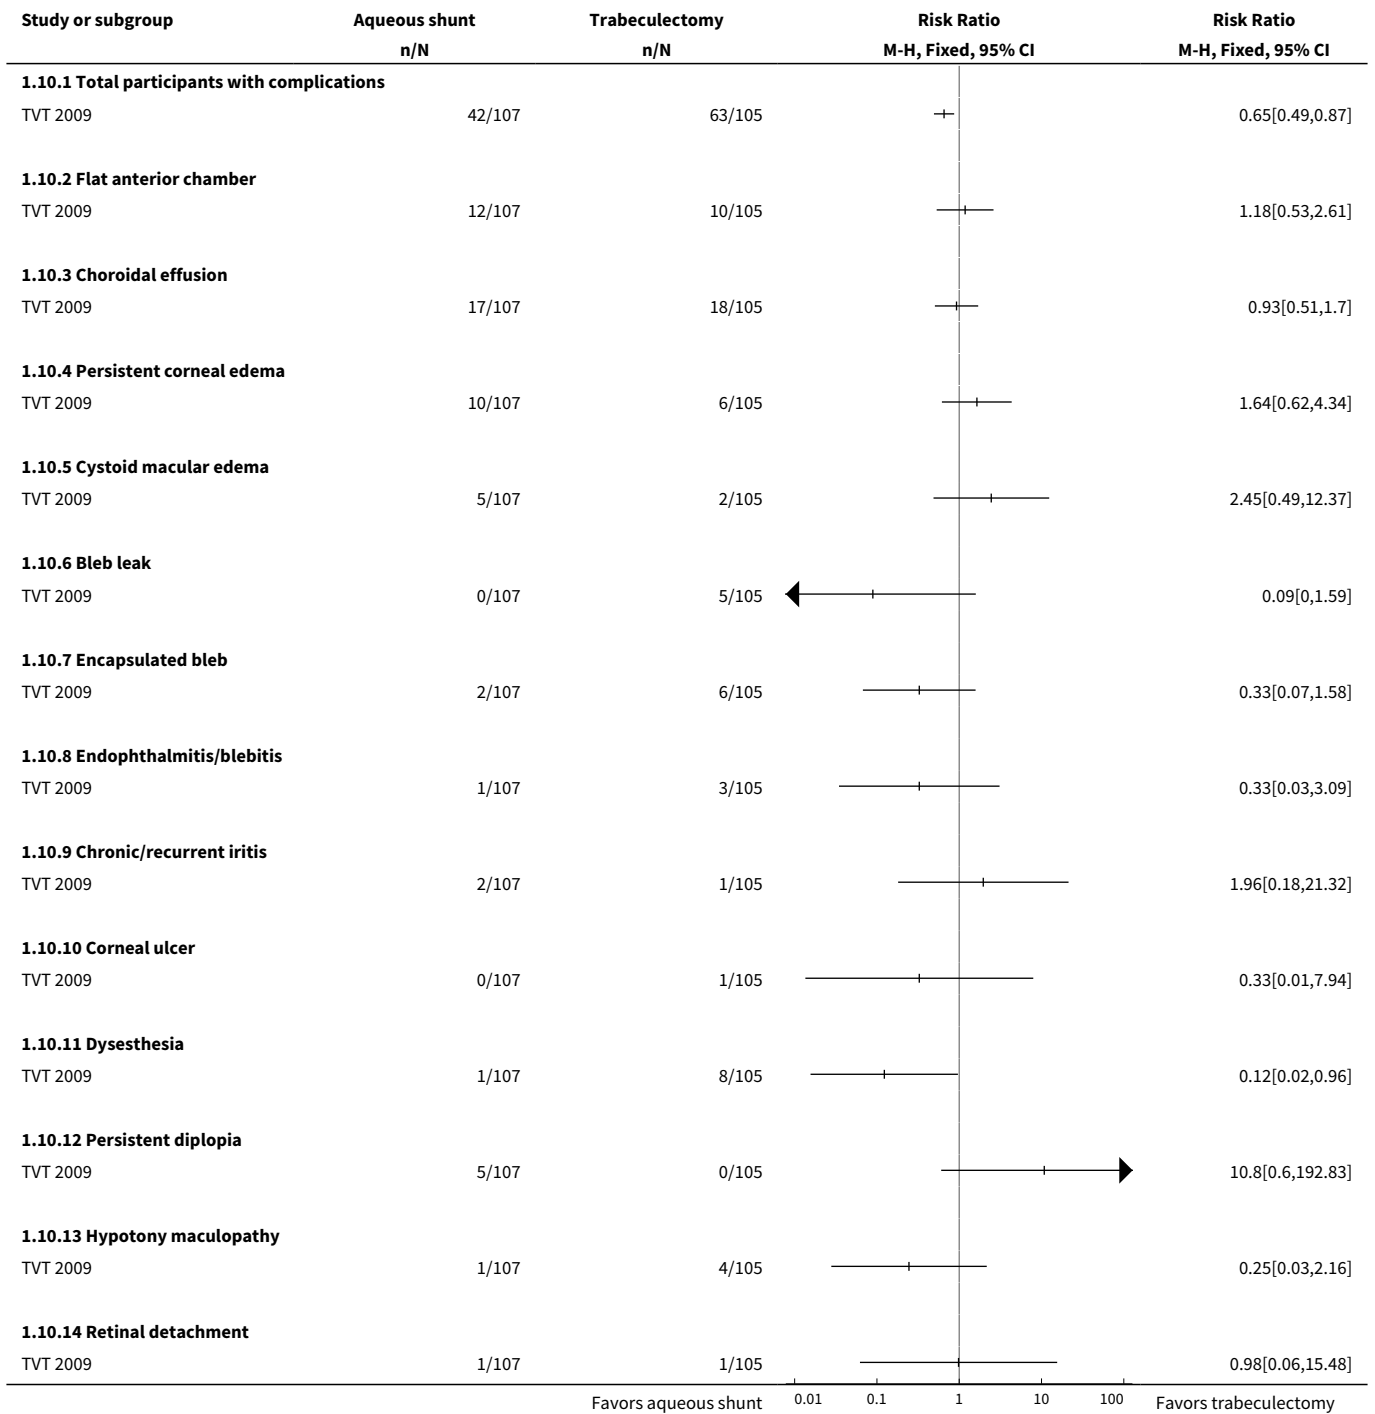 Study or subgroup Aqueous shunt Trabeculectomy Risk Ratio Risk Ratio
n/N n/N M-H, Fixed, 95% CI M-H, Fixed, 95% CI
1.10.1 Total participants with complications
TVT 2009 42/107 63/105 0.65[0.49,0.87]
1.10.2 Flat anterior chamber
TVT 2009 12/107 10/105 1.18[0.53,2.61]
1.10.3 Choroidal effusion
TVT 2009 17/107 18/105 0.93[0.51,1.7]
1.10.4 Persistent corneal edema
TVT 2009 10/107 6/105 1.64[0.62,4.34]
1.10.5 Cystoid macular edema
TVT 2009 5/107 2/105 2.45[0.49,12.37]
1.10.6 Bleb leak
TVT 2009 0/107 5/105 0.09[0,1.59]
1.10.7 Encapsulated bleb
TVT 2009 2/107 6/105 0.33[0.07,1.58]
1.10.8 Endophthalmitis/blebitis
TVT 2009 1/107 3/105 0.33[0.03,3.09]
1.10.9 Chronic/recurrent iritis
TVT 2009 2/107 1/105 1.96[0.18,21.32]
1.10.10 Corneal ulcer
TVT 2009 0/107 1/105 0.33[0.01,7.94]
1.10.11 Dysesthesia
TVT 2009 1/107 8/105 0.12[0.02,0.96]
1.10.12 Persistent diplopia
TVT 2009 5/107 0/105 10.8[0.6,192.83]
1.10.13 Hypotony maculopathy
TVT 2009 1/107 4/105 0.25[0.03,2.16]
1.10.14 Retinal detachment
TVT 2009 1/107 1/105 0.98[0.06,15.48]
Favors aqueous shunt 0.01 0.1 1 10 100 Favors trabeculectomy